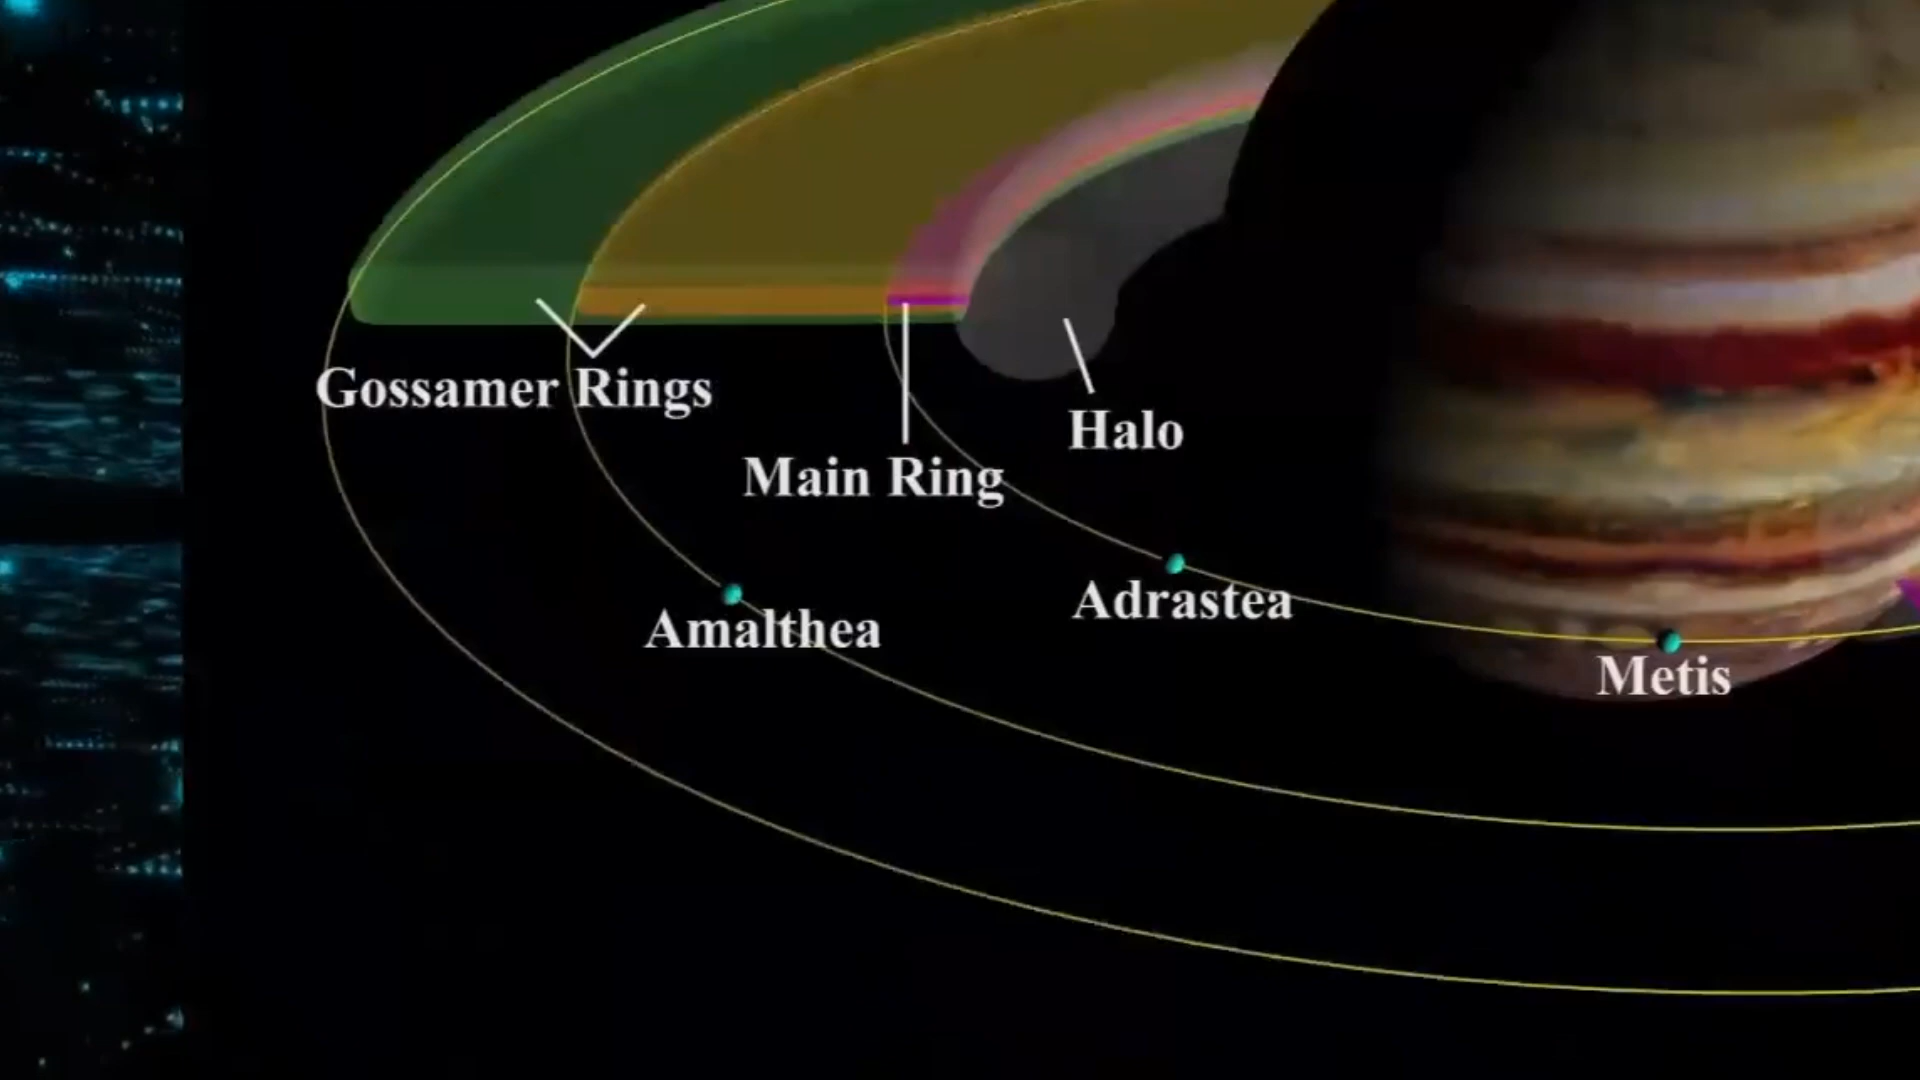 Gossamer Rings
Halo
Main Ring
Adrastea
Amalthea
Metis